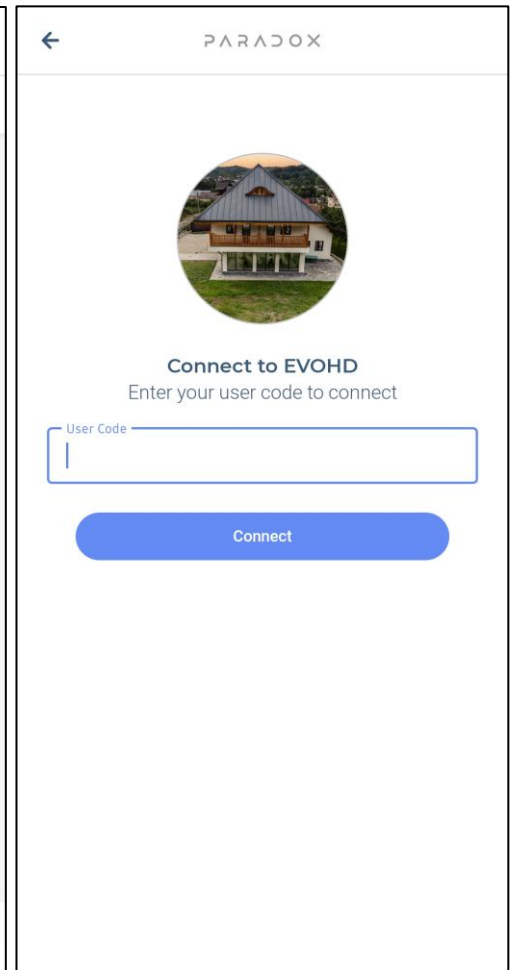 PARADOX
Connect to EVOHD
Enter your user code to connect
User Code
Connect